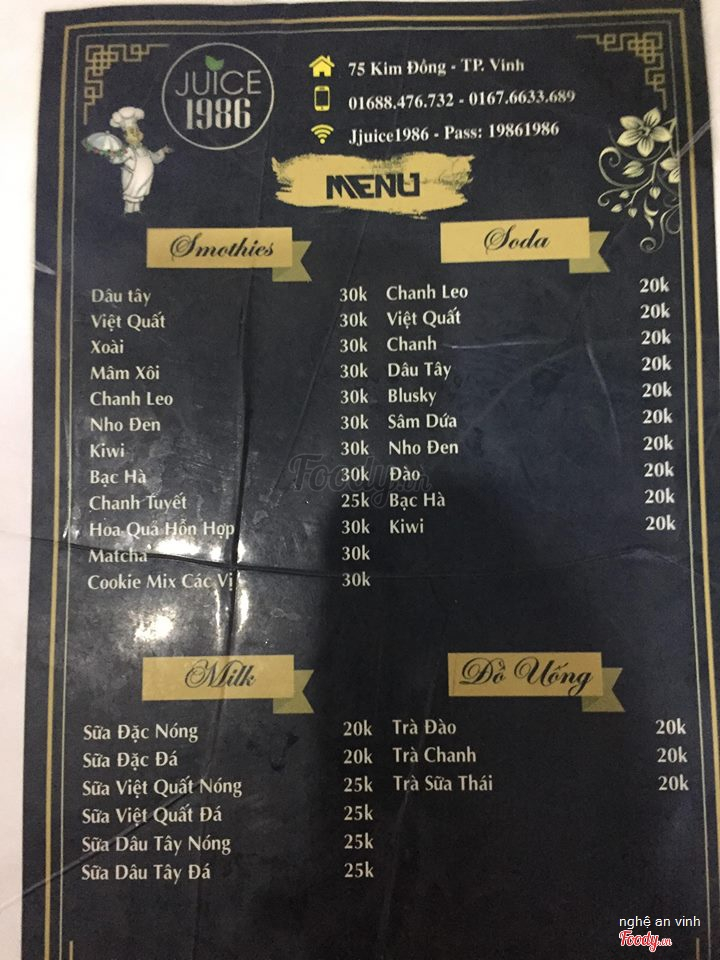 JUICE
1986
75 Kim Đồng - TP. Vinh
01688.476.732 - 0167.6633.689
Jjuice1986 - Pass: 19861986
MENU
Smothies
Dâu tây 30k
Việt Quất 30k
Xoài 30k
Mâm Xôi 30k
Chanh Leo 30k
Nho Đen 30k
Kiwi 30k
Bạc Hà 30k
Chanh Tuyết 25k
Hoa Quả Hỗn Hợp 30k
Matcha 30k
Cookie Mix Các Vị 30k
Soda
Chanh Leo 20k
Việt Quất 20k
Chanh 20k
Dâu Tây 20k
Blusky 20k
Sâm Dứa 20k
Nho Đen 20k
Đào 20k
Bạc Hà 20k
Kiwi 20k
Milk
Sữa Đặc Nóng 20k
Sữa Đặc Đá 20k
Sữa Việt Quất Nóng 25k
Sữa Việt Quất Đá 25k
Sữa Dâu Tây Nóng 25k
Sữa Dâu Tây Đá 25k
Đồ Uống
Trà Đào 20k
Trà Chanh 20k
Trà Sữa Thái 20k
Foody.vn
nghệ an vinh
Foody.vn